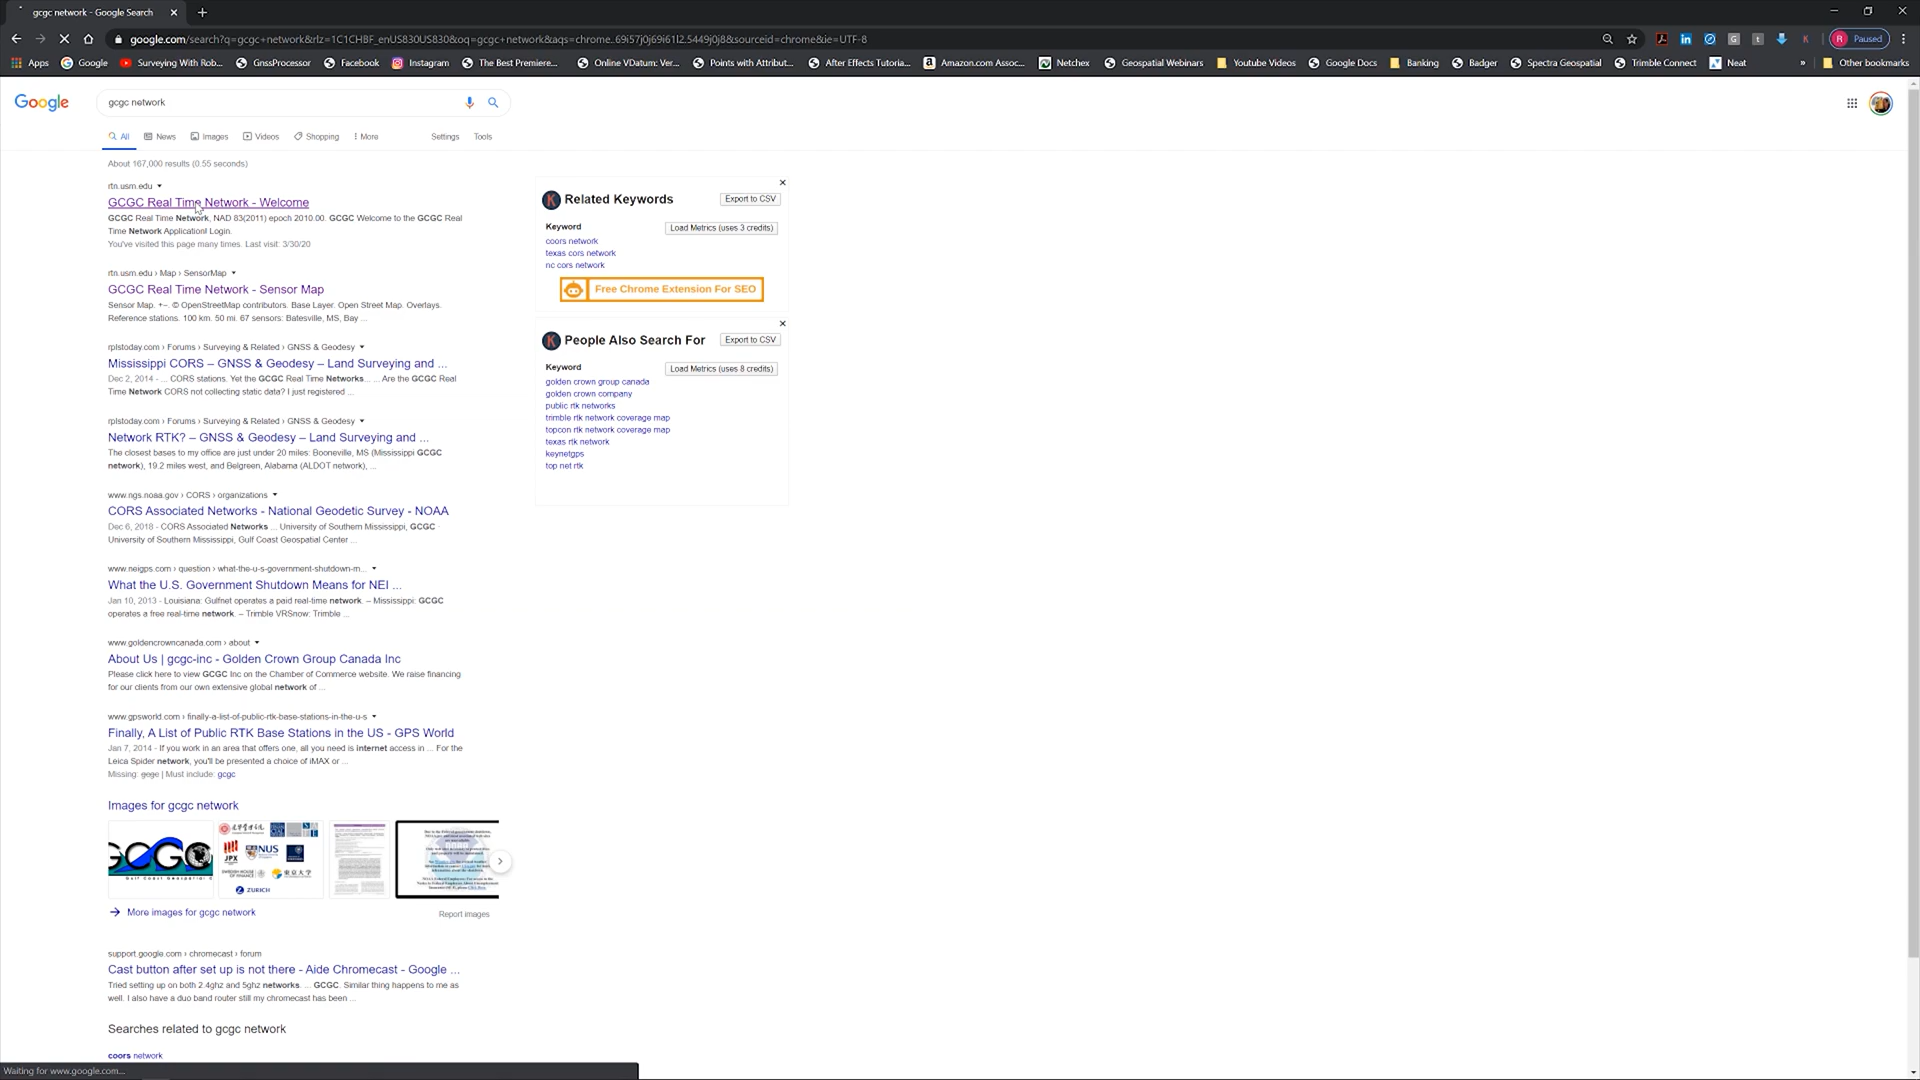 gcgc network - Google Search
google.com/search?q=gcgc+network&rlz=1C1CHBF_enUS830US830&oq=gcgc+network&aqs=chrome..69i57j0j69i61l2.5449j0j8&sourceid=chrome&ie=UTF-8
R Paused
Apps Google Surveying With Rob... GnssProcessor Facebook Instagram The Best Premiere... Online VDatum: Ver... Points with Attribut... After Effects Tutoria... Amazon.com Assoc... Netchex Geospatial Webinars Youtube Videos Google Docs Banking Badger Spectra Geospatial Trimble Connect Neat » Other bookmarks
Google
gcgc network
All News Images Videos Shopping More Settings Tools
About 167,000 results (0.55 seconds)
rtn.usm.edu
GCGC Real Time Network - Welcome
GCGC Real Time Network, NAD 83(2011) epoch 2010.00. GCGC Welcome to the GCGC Real
Time Network Application! Login.
You've visited this page many times. Last visit: 3/30/20
rtn.usm.edu › Map › SensorMap
GCGC Real Time Network - Sensor Map
Sensor Map. +−. © OpenStreetMap contributors. Base Layer. Open Street Map. Overlays.
Reference stations. 100 km. 50 mi. 67 sensors: Batesville, MS, Bay ...
rplstoday.com › Forums › Surveying & Related › GNSS & Geodesy
Mississippi CORS – GNSS & Geodesy – Land Surveying and ...
Dec 2, 2014 - ... CORS stations. Yet the GCGC Real Time Networks... ... Are the GCGC Real
Time Network CORS not collecting static data? I just registered ...
rplstoday.com › Forums › Surveying & Related › GNSS & Geodesy
Network RTK? – GNSS & Geodesy – Land Surveying and ...
The closest bases to my office are just under 20 miles: Booneville, MS (Mississippi GCGC
network), 19.2 miles west, and Belgreen, Alabama (ALDOT network), ...
www.ngs.noaa.gov › CORS › organizations
CORS Associated Networks - National Geodetic Survey - NOAA
Dec 6, 2018 - CORS Associated Networks ... University of Southern Mississippi, GCGC ·
University of Southern Mississippi, Gulf Coast Geospatial Center ...
www.neigps.com › question › what-the-u-s-government-shutdown-m...
What the U.S. Government Shutdown Means for NEI ...
Jan 10, 2013 - Louisiana: Gulfnet operates a paid real-time network. – Mississippi: GCGC
operates a free real-time network. – Trimble VRSnow: Trimble ...
www.goldencrowncanada.com › about
About Us | gcgc-inc - Golden Crown Group Canada Inc
Please click here to view GCGC Inc on the Chamber of Commerce website. We raise financing
for our clients from our own extensive global network of ...
www.gpsworld.com › finally-a-list-of-public-rtk-base-stations-in-the-u-s
Finally, A List of Public RTK Base Stations in the US - GPS World
Jan 7, 2014 - If you work in an area that offers one, all you need is internet access in ... For the
Leica Spider network, you'll be presented a choice of iMAX or ...
Missing: gcgc | Must include: gcgc
Images for gcgc network
GCGC
JPX NUS
ZURICH
More images for gcgc network
Report images
support.google.com › chromecast › forum
Cast button after set up is not there - Aide Chromecast - Google ...
Tried setting up on both 2.4ghz and 5ghz networks. ... GCGC. Similar thing happens to me as
well. I also have a duo band router still my chromecast has been ...
Searches related to gcgc network
coors network
Related Keywords
Export to CSV
Keyword
Load Metrics (uses 3 credits)
coors network
texas cors network
nc cors network
Free Chrome Extension For SEO
People Also Search For
Export to CSV
Keyword
Load Metrics (uses 8 credits)
golden crown group canada
golden crown company
public rtk networks
trimble rtk network coverage map
topcon rtk network coverage map
texas rtk network
keynetgps
top net rtk
Waiting for www.google.com...